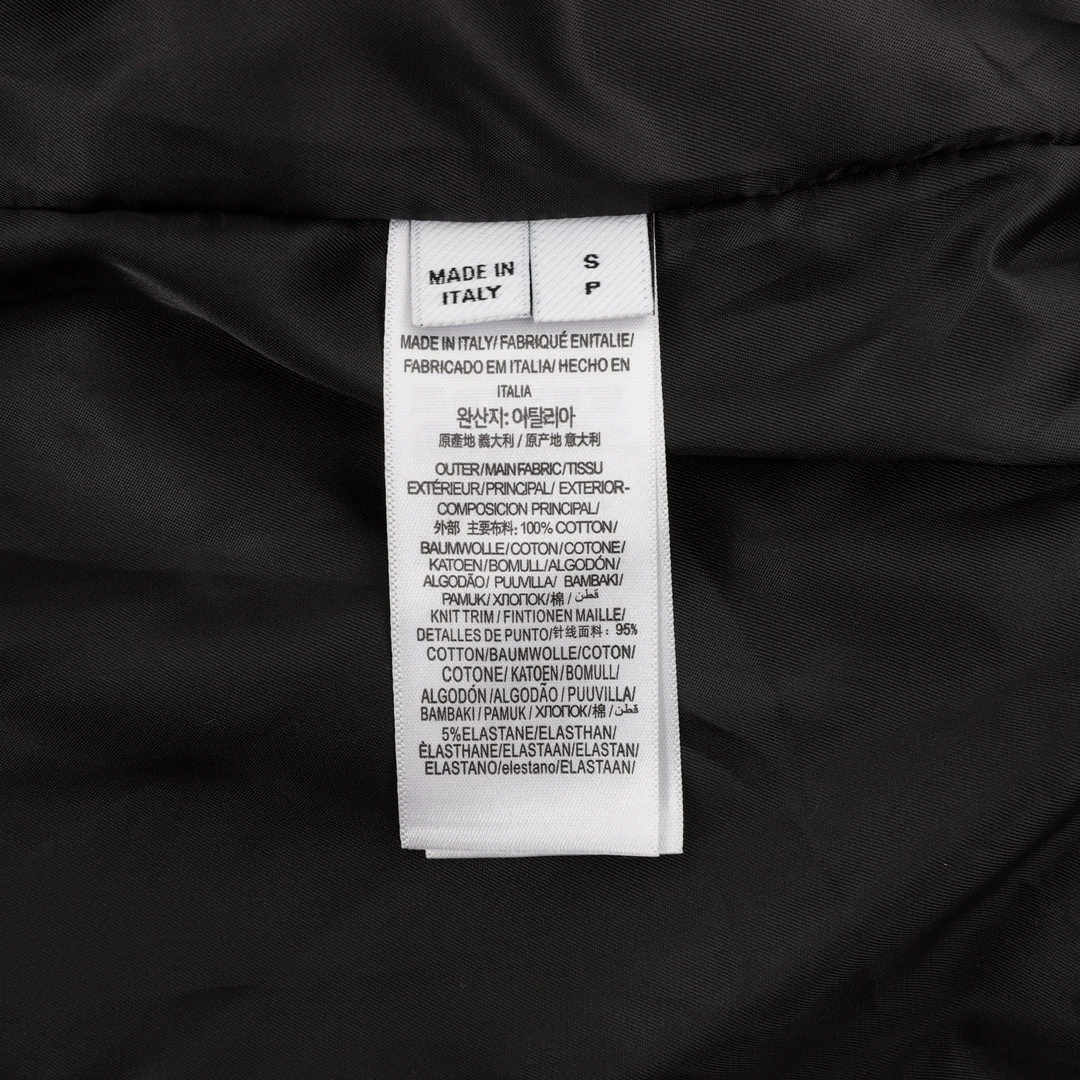 MADE IN
ITALY
S
P
MADE IN ITALY/ FABRIQUÉ ENITALIE/
FABRICADO EM ITALIA/ HECHO EN
ITALIA
완산지: 이탈리아
原產地 義大利 / 原产地 意大利
OUTER/MAIN FABRIC/TISSU
EXTÉRIEUR/PRINCIPAL/ EXTERIOR-
COMPOSICION PRINCIPAL/
外部 主要布料: 100% COTTON/
BAUMWOLLE/COTON/COTONE/
KATOEN/BOMULL/ALGODÓN/
ALGODÃO/ PUUVILLA/ BAMBAKI/
PAMUK/ ХЛОПОК/棉 / قطن
KNIT TRIM / FINTIONEN MAILLE/
DETALLES DE PUNTO/针线面料: 95%
COTTON/BAUMWOLLE/COTON/
COTONE/ KATOEN/BOMULL/
ALGODÓN /ALGODÃO / PUUVILLA/
BAMBAKI / PAMUK / ХЛОПОК/棉 / قطن
5%ELASTANE/ELASTHAN/
ÈLASTHANE/ELASTAAN/ELASTAN/
ELASTANO/elestano/ELASTAAN/